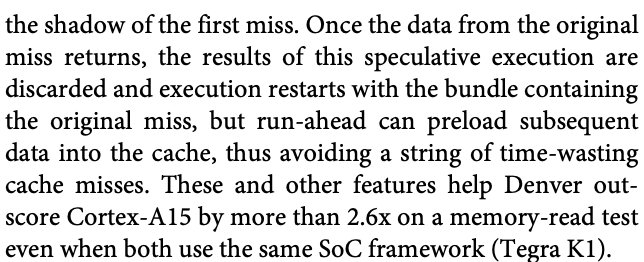 the shadow of the first miss. Once the data from the original
miss returns, the results of this speculative execution are
discarded and execution restarts with the bundle containing
the original miss, but run-ahead can preload subsequent
data into the cache, thus avoiding a string of time-wasting
cache misses. These and other features help Denver out-
score Cortex-A15 by more than 2.6x on a memory-read test
even when both use the same SoC framework (Tegra K1).